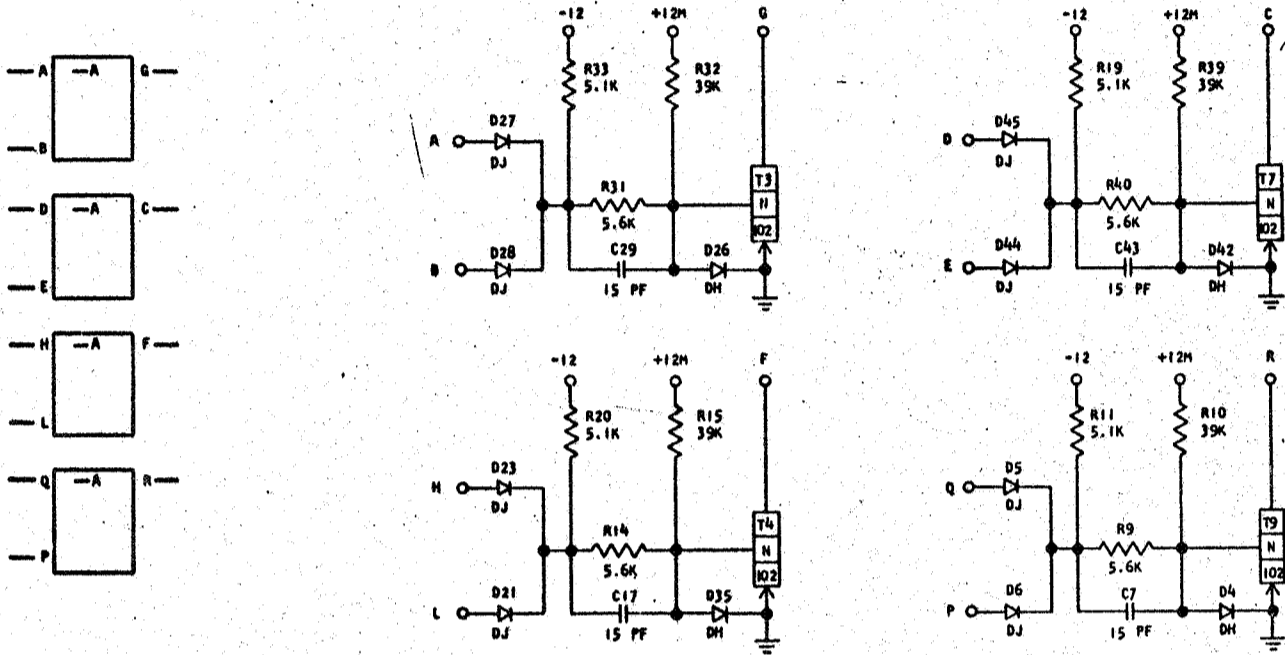 A —A G
B
D —A C
E
H —A F
L
Q —A R
P
-12 +12M G
R33 5.1K R32 39K
D27
A
DJ
T3
R31
N
5.6K
102
D28 C29 D26
B
DJ 15 PF DH
-12 +12M C
R19 5.1K R39 39K
D45
D
DJ
T7
R40
N
5.6K
102
D44 C43 D42
E
DJ 15 PF DH
-12 +12M F
R20 5.1K R15 39K
D23
H
DJ
T4
R14
N
5.6K
102
D21 C17 D35
L
DJ 15 PF DH
-12 +12M R
R11 5.1K R10 39K
D5
Q
DJ
T9
R9
N
5.6K
102
D6 C7 D4
P
DJ 15 PF DH